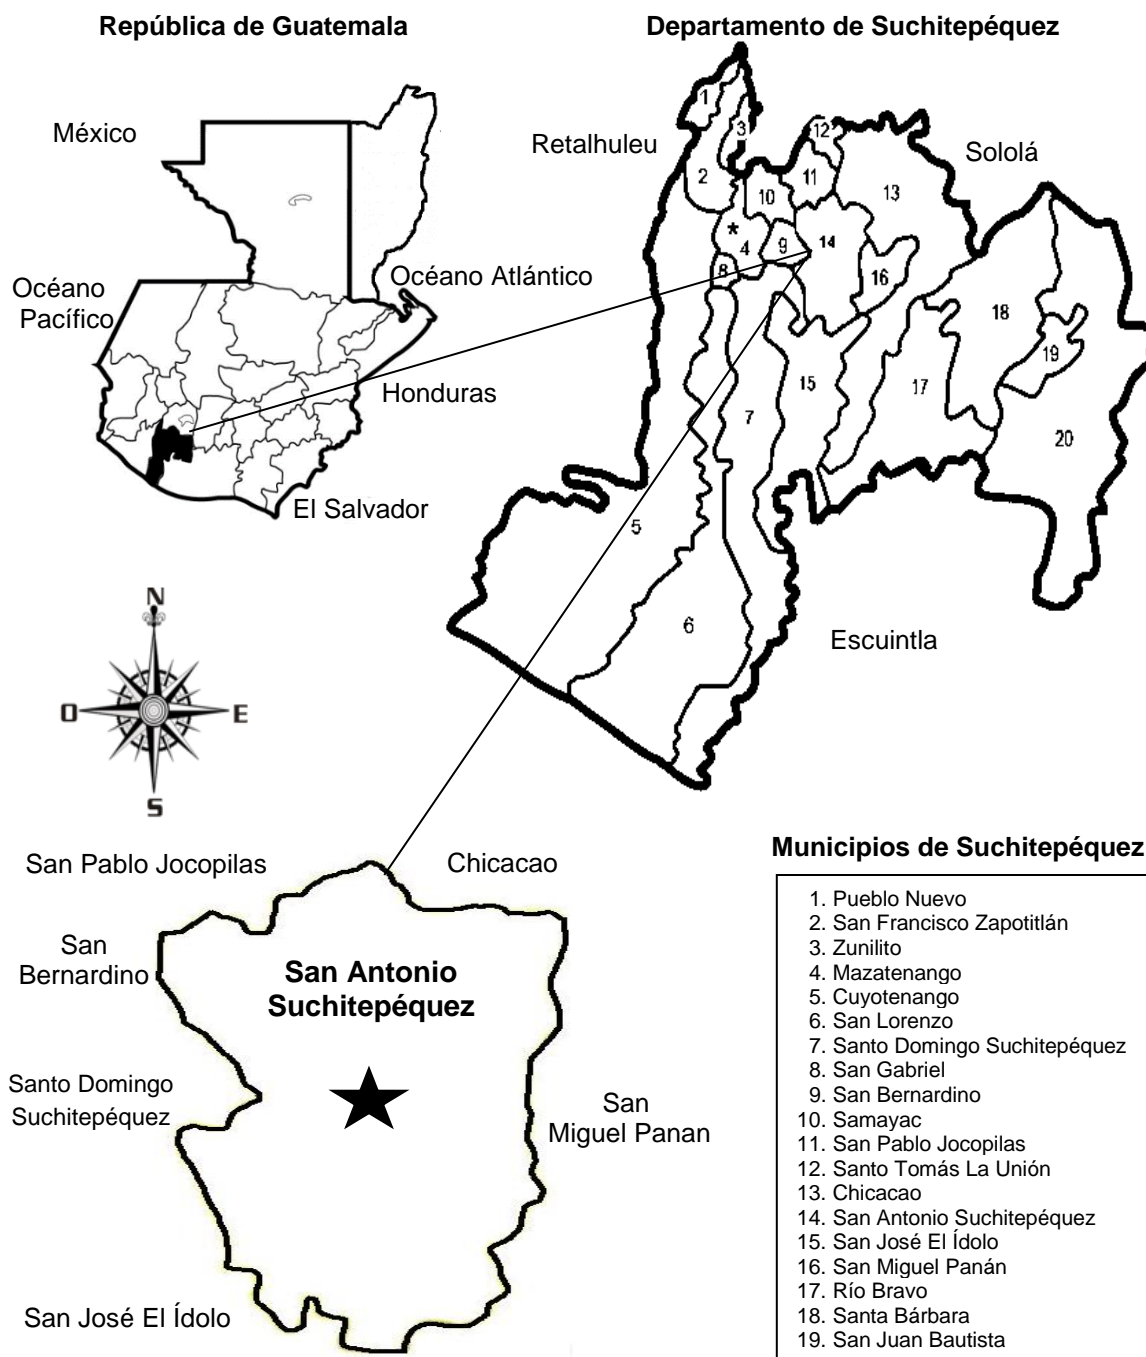 República de Guatemala
Departamento de Suchitepéquez
México
Retalhuleu
Sololá
Océano
Pacífico
Océano Atlántico
Honduras
El Salvador
Escuintla
1
2
3
12
11
10
13
*
4
9
14
8
16
18
19
15
17
7
20
5
6
N
O
E
S
San Pablo Jocopilas
Chicacao
San
Bernardino
San Antonio
Suchitepéquez
Santo Domingo
Suchitepéquez
San
Miguel Panan
San José El Ídolo
Municipios de Suchitepéquez
1. Pueblo Nuevo
2. San Francisco Zapotitlán
3. Zunilito
4. Mazatenango
5. Cuyotenango
6. San Lorenzo
7. Santo Domingo Suchitepéquez
8. San Gabriel
9. San Bernardino
10. Samayac
11. San Pablo Jocopilas
12. Santo Tomás La Unión
13. Chicacao
14. San Antonio Suchitepéquez
15. San José El Ídolo
16. San Miguel Panán
17. Río Bravo
18. Santa Bárbara
19. San Juan Bautista